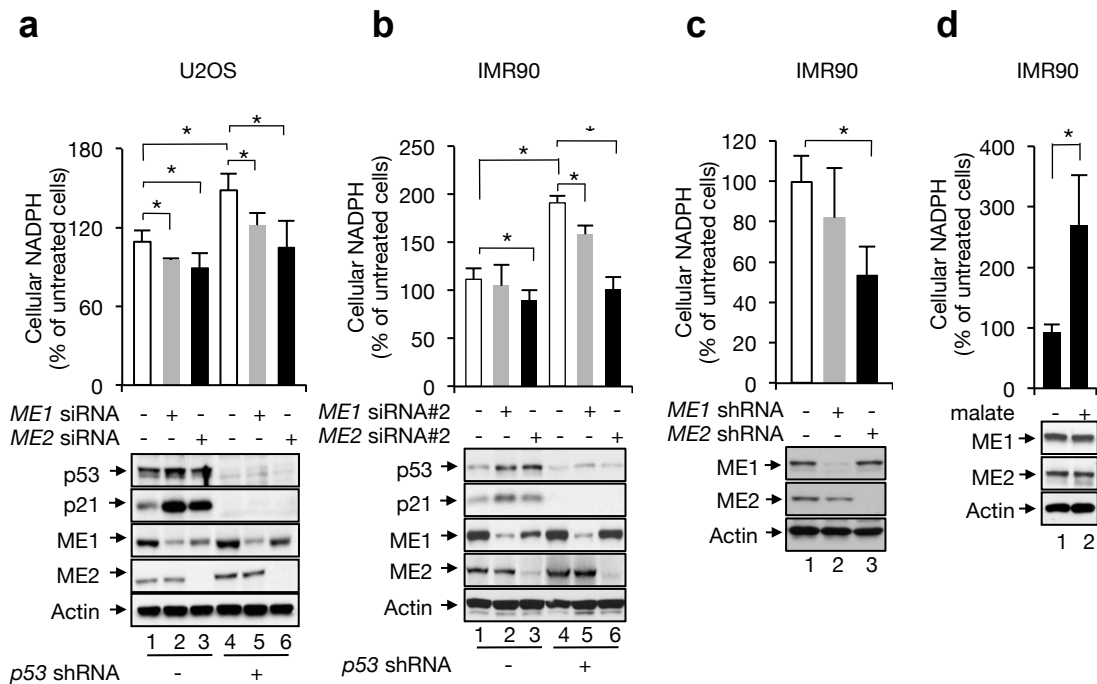 a
U2OS
Cellular NADPH
(% of untreated cells)
180
120
60
0
* * * * *
ME1 siRNA - + - - + -
ME2 siRNA - - + - - +
p53
p21
ME1
ME2
Actin
1 2 3 4 5 6
p53 shRNA - +
b
IMR90
Cellular NADPH
(% of untreated cells)
250
200
150
100
50
0
* * * *
ME1 siRNA#2 - + - - + -
ME2 siRNA#2 - - + - - +
p53
p21
ME1
ME2
Actin
1 2 3 4 5 6
p53 shRNA - +
c
IMR90
Cellular NADPH
(% of untreated cells)
120
100
80
60
40
20
0
*
ME1 shRNA - + -
ME2 shRNA - - +
ME1
ME2
Actin
1 2 3
d
IMR90
Cellular NADPH
(% of untreated cells)
400
300
200
100
0
*
malate - +
ME1
ME2
Actin
1 2